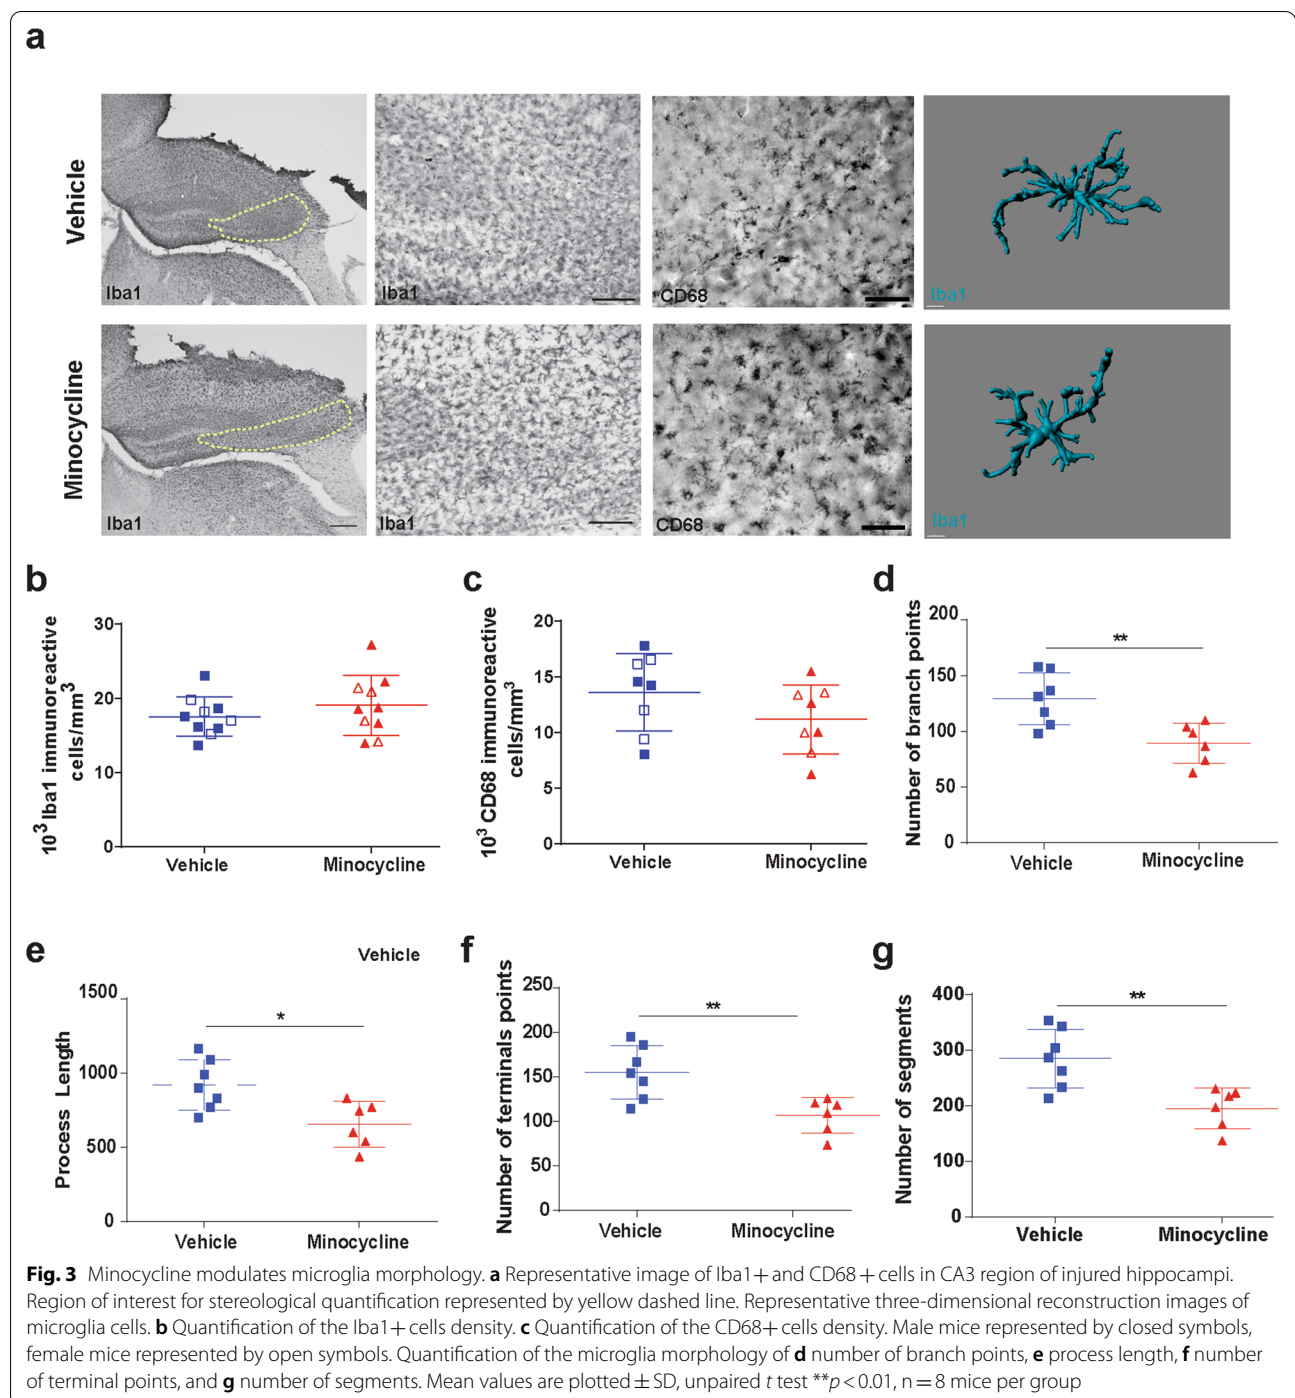 a
Vehicle
Iba1
Iba1
CD68
Iba1
Minocycline
Iba1
Iba1
CD68
Iba1
b
10³ Iba1 immunoreactive
cells/mm³
30
20
10
0
Vehicle
Minocycline
c
10³ CD68 immunoreactive
cells/mm³
20
15
10
5
0
Vehicle
Minocycline
d
Number of branch points
200
150
100
50
0
**
Vehicle
Minocycline
e
Vehicle
Process Length
1500
1000
500
0
*
Vehicle
Minocycline
f
Number of terminals points
250
200
150
100
50
0
**
Vehicle
Minocycline
g
Number of segments
400
300
200
100
0
**
Vehicle
Minocycline
Fig. 3 Minocycline modulates microglia morphology. a Representative image of Iba1+ and CD68+ cells in CA3 region of injured hippocampi.
Region of interest for stereological quantification represented by yellow dashed line. Representative three-dimensional reconstruction images of
microglia cells. b Quantification of the Iba1+ cells density. c Quantification of the CD68+ cells density. Male mice represented by closed symbols,
female mice represented by open symbols. Quantification of the microglia morphology of d number of branch points, e process length, f number
of terminal points, and g number of segments. Mean values are plotted ± SD, unpaired t test **p < 0.01, n = 8 mice per group